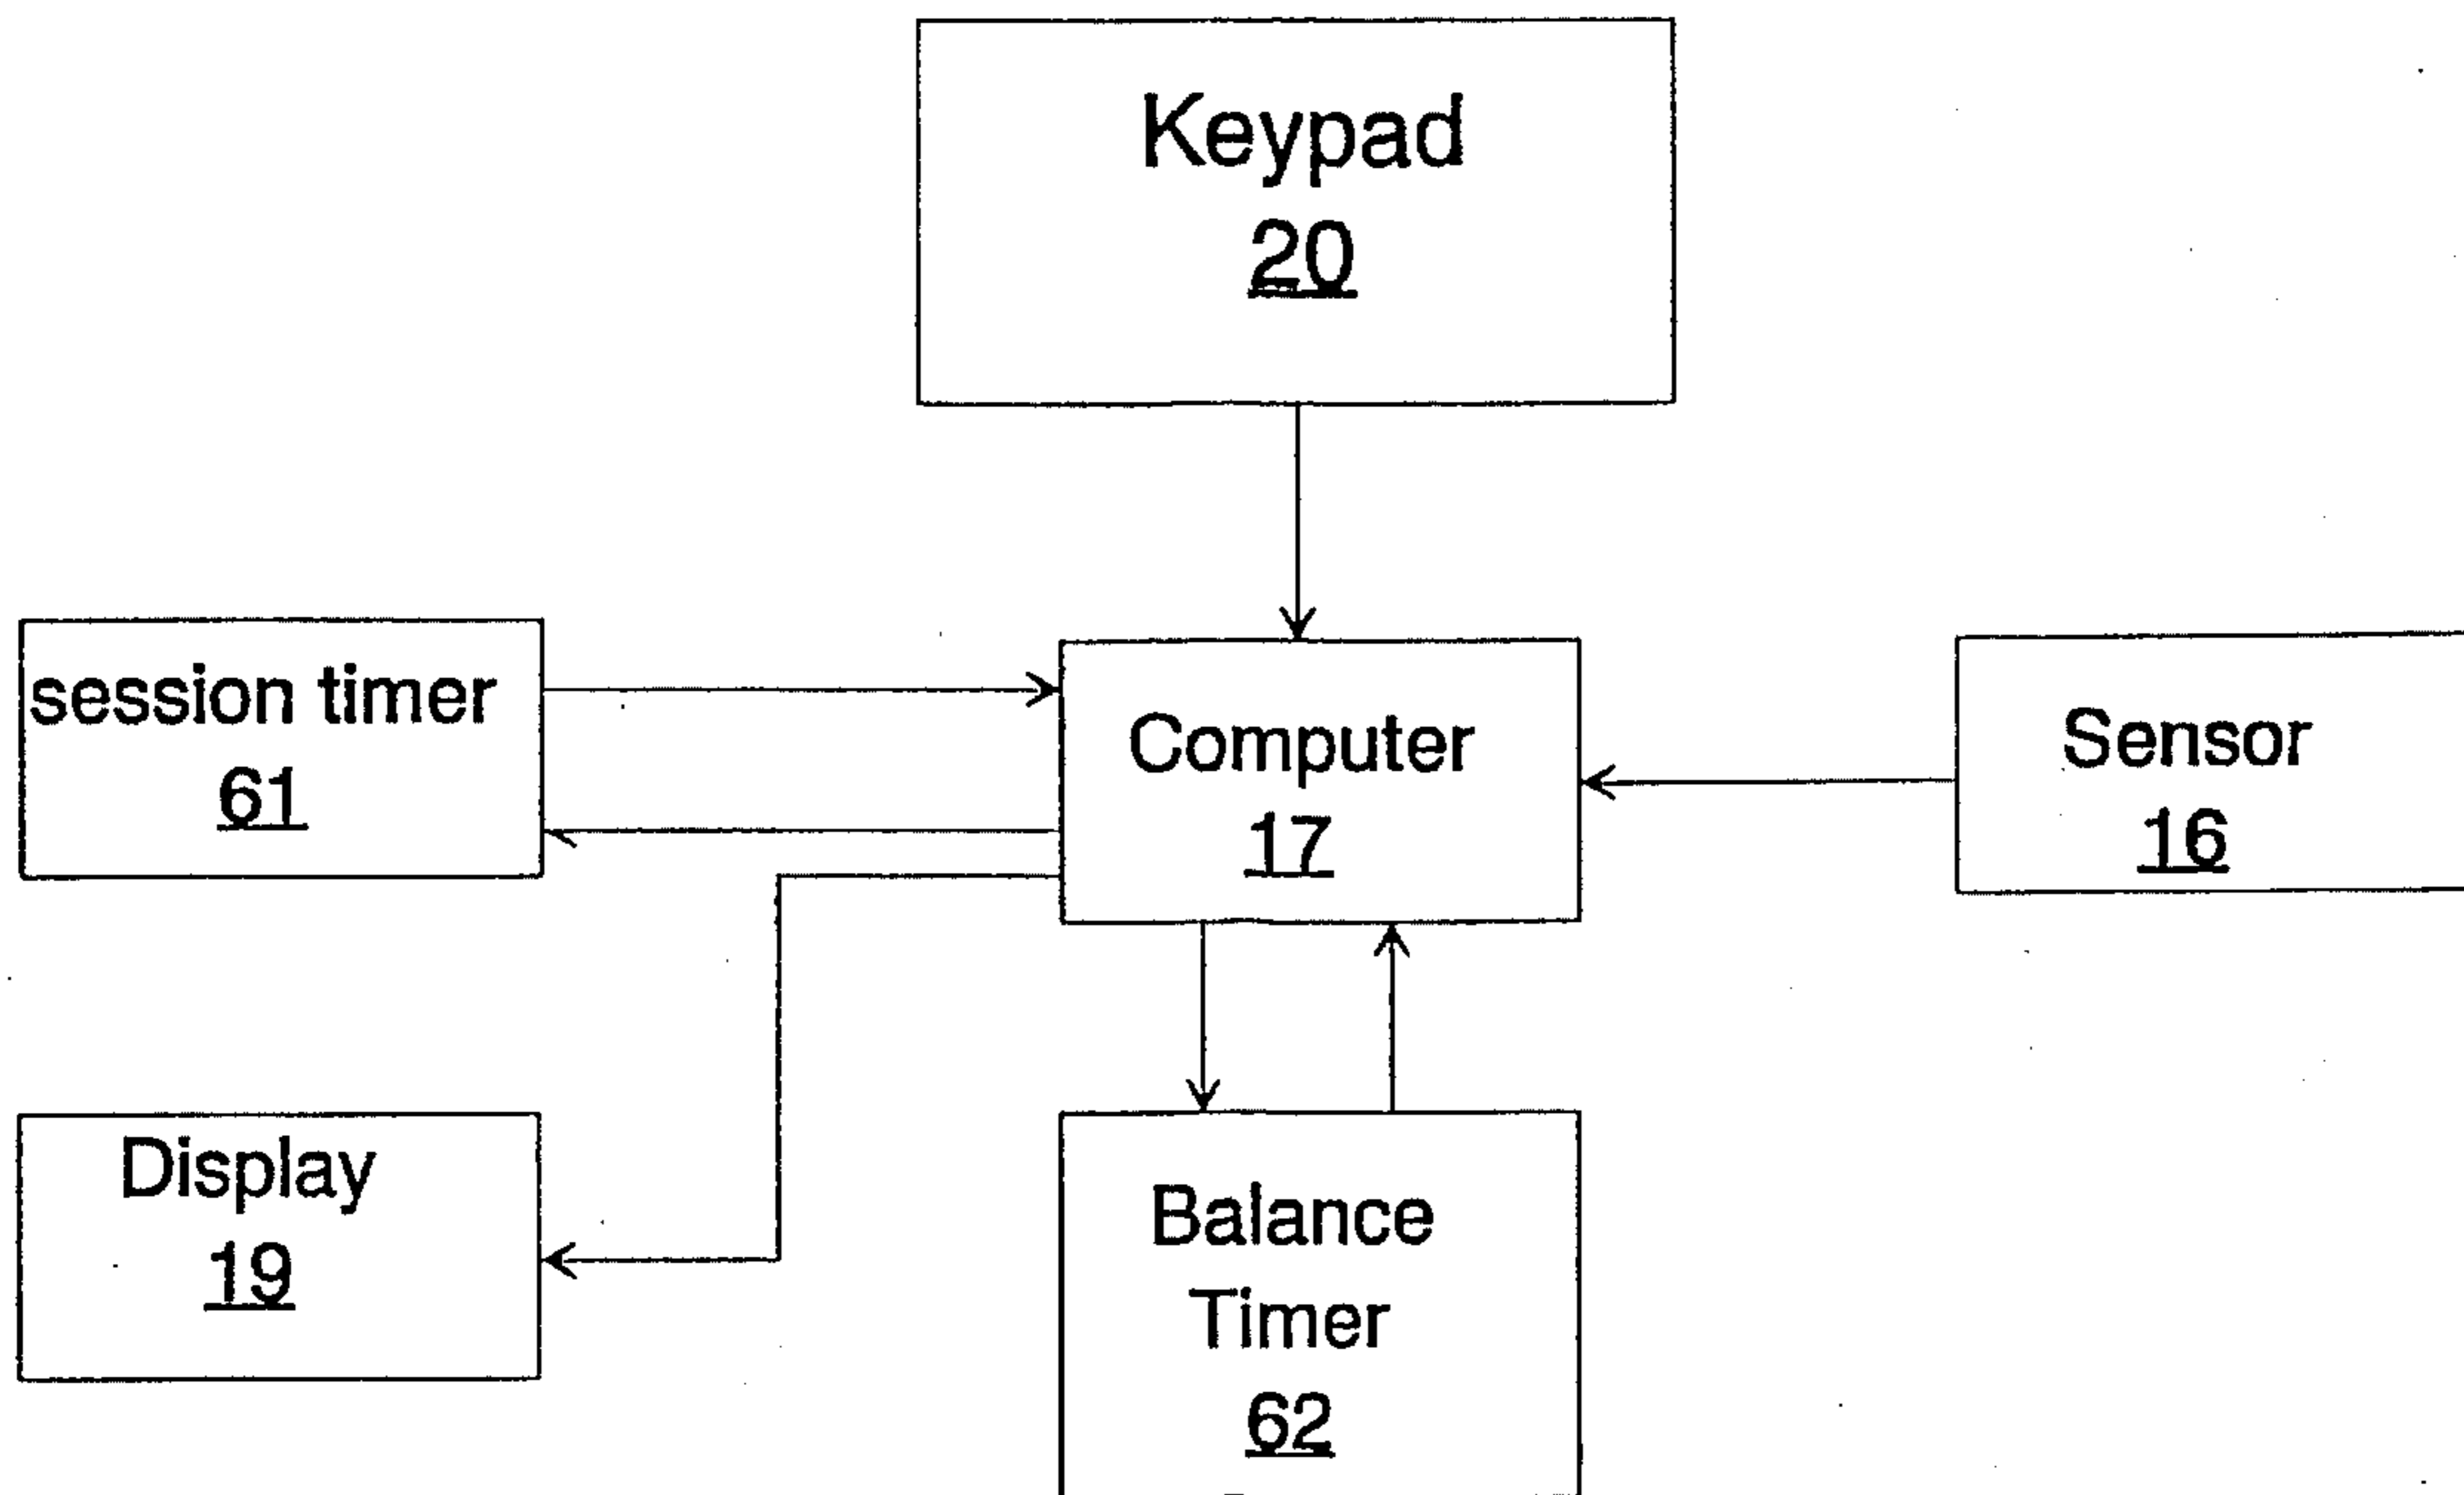 Keypad
20
session timer
61
Computer
17
Sensor
16
Display
19
Balance
Timer
62